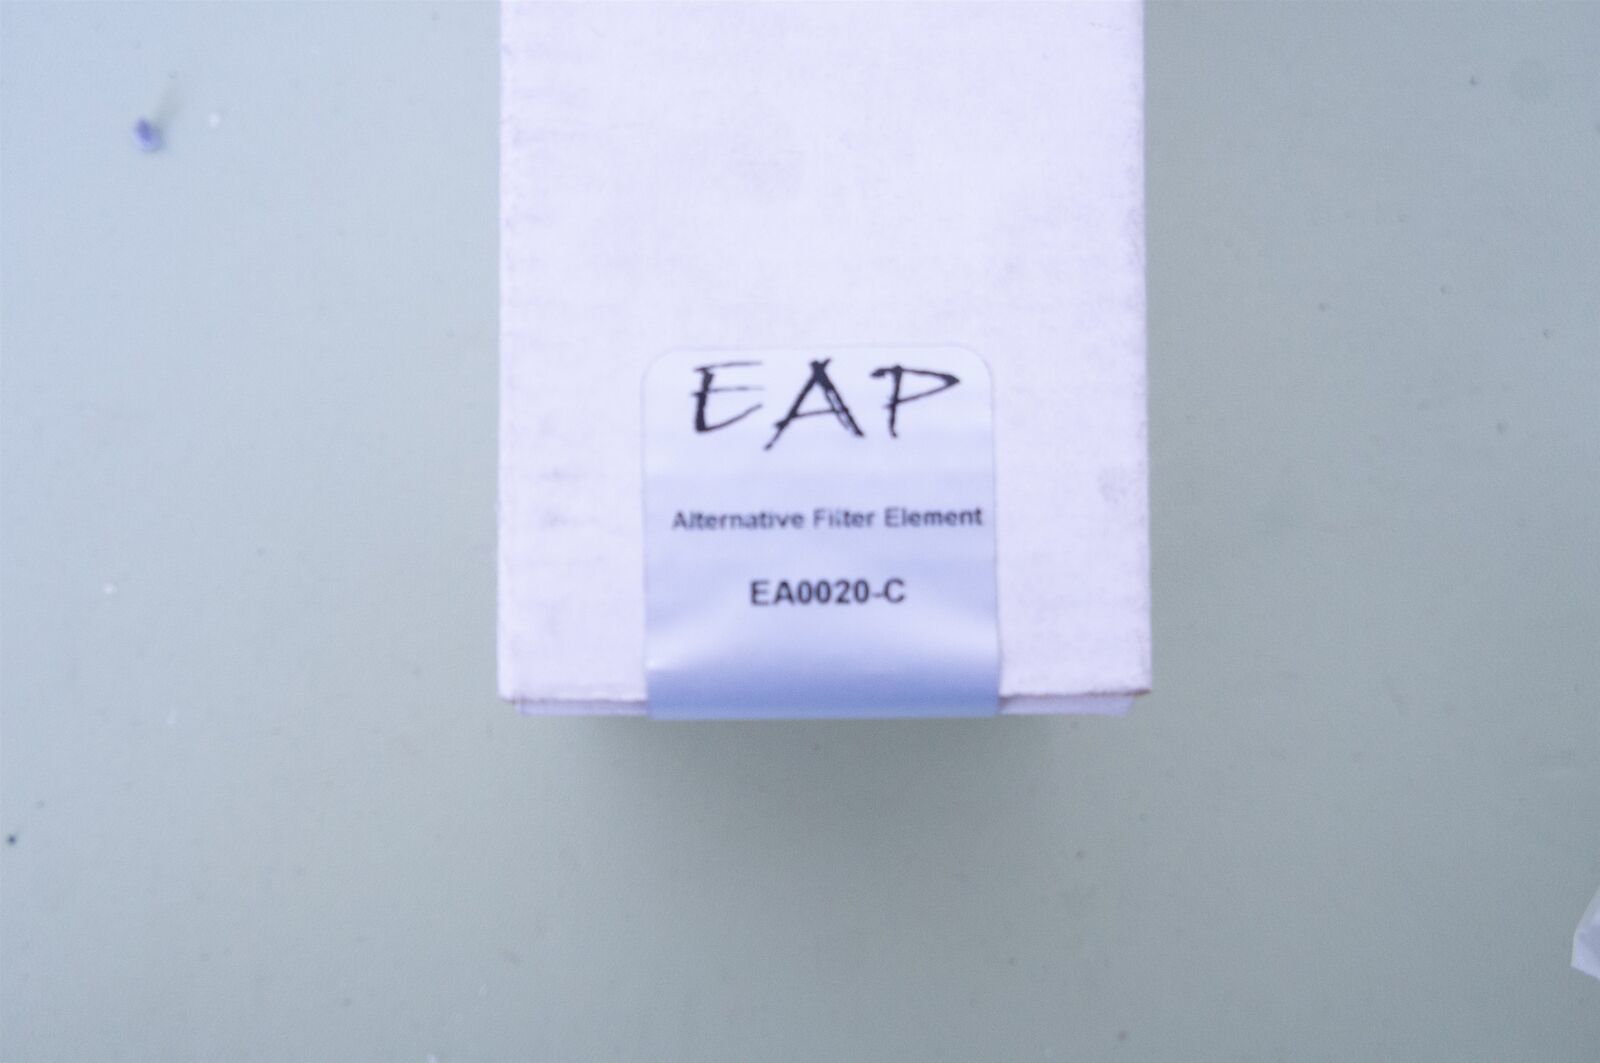 EAP
Alternative Filter Element
EA0020-C